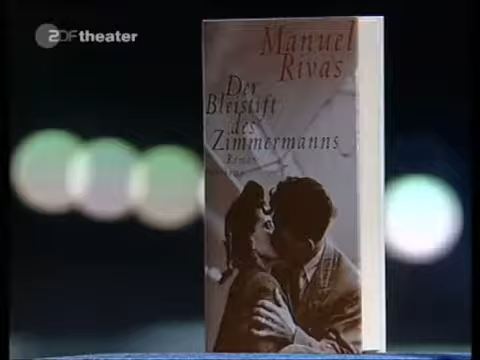 ZDFtheater
Manuel
Rivas
Der
Bleistift
des
Zimmermanns
Roman